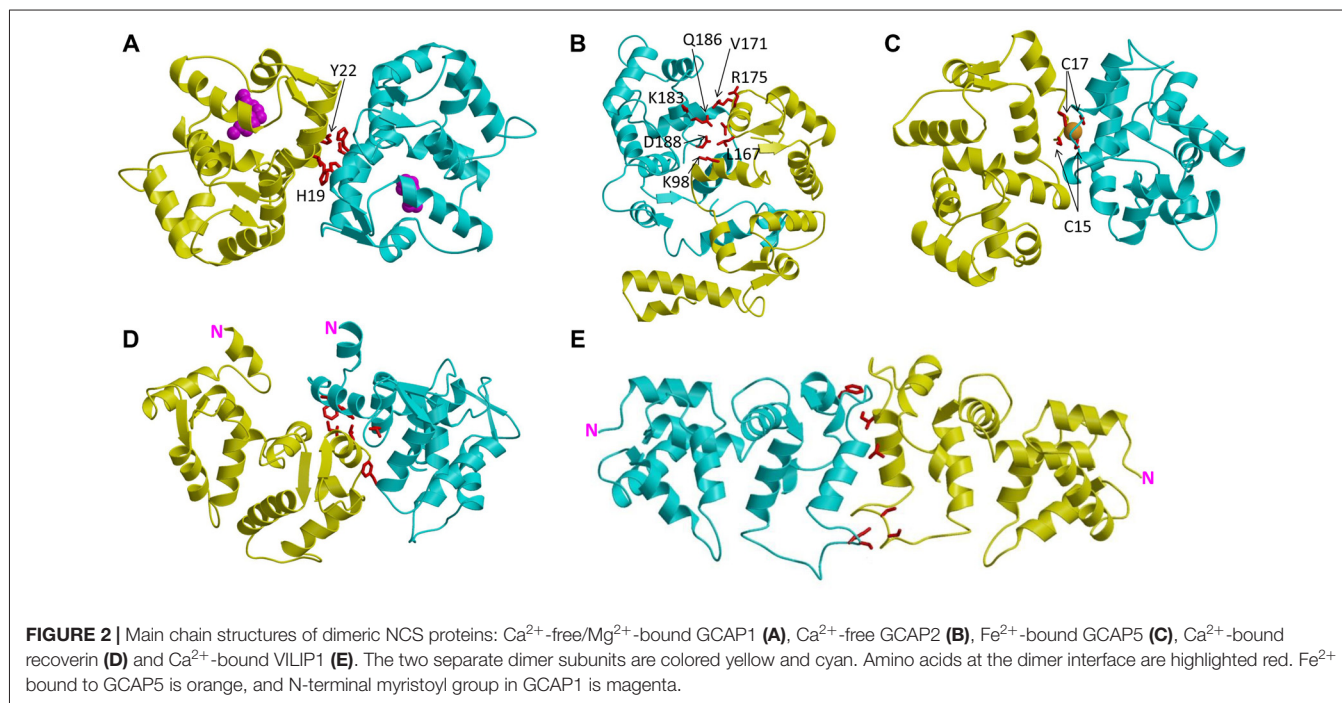 A
Y22
H19
B
Q186
V171
R175
K183
D188
L167
K98
C
C17
C15
D
N
N
E
N
N
FIGURE 2 | Main chain structures of dimeric NCS proteins: Ca²⁺-free/Mg²⁺-bound GCAP1 (A), Ca²⁺-free GCAP2 (B), Fe²⁺-bound GCAP5 (C), Ca²⁺-bound
recoverin (D) and Ca²⁺-bound VILIP1 (E). The two separate dimer subunits are colored yellow and cyan. Amino acids at the dimer interface are highlighted red. Fe²⁺
bound to GCAP5 is orange, and N-terminal myristoyl group in GCAP1 is magenta.